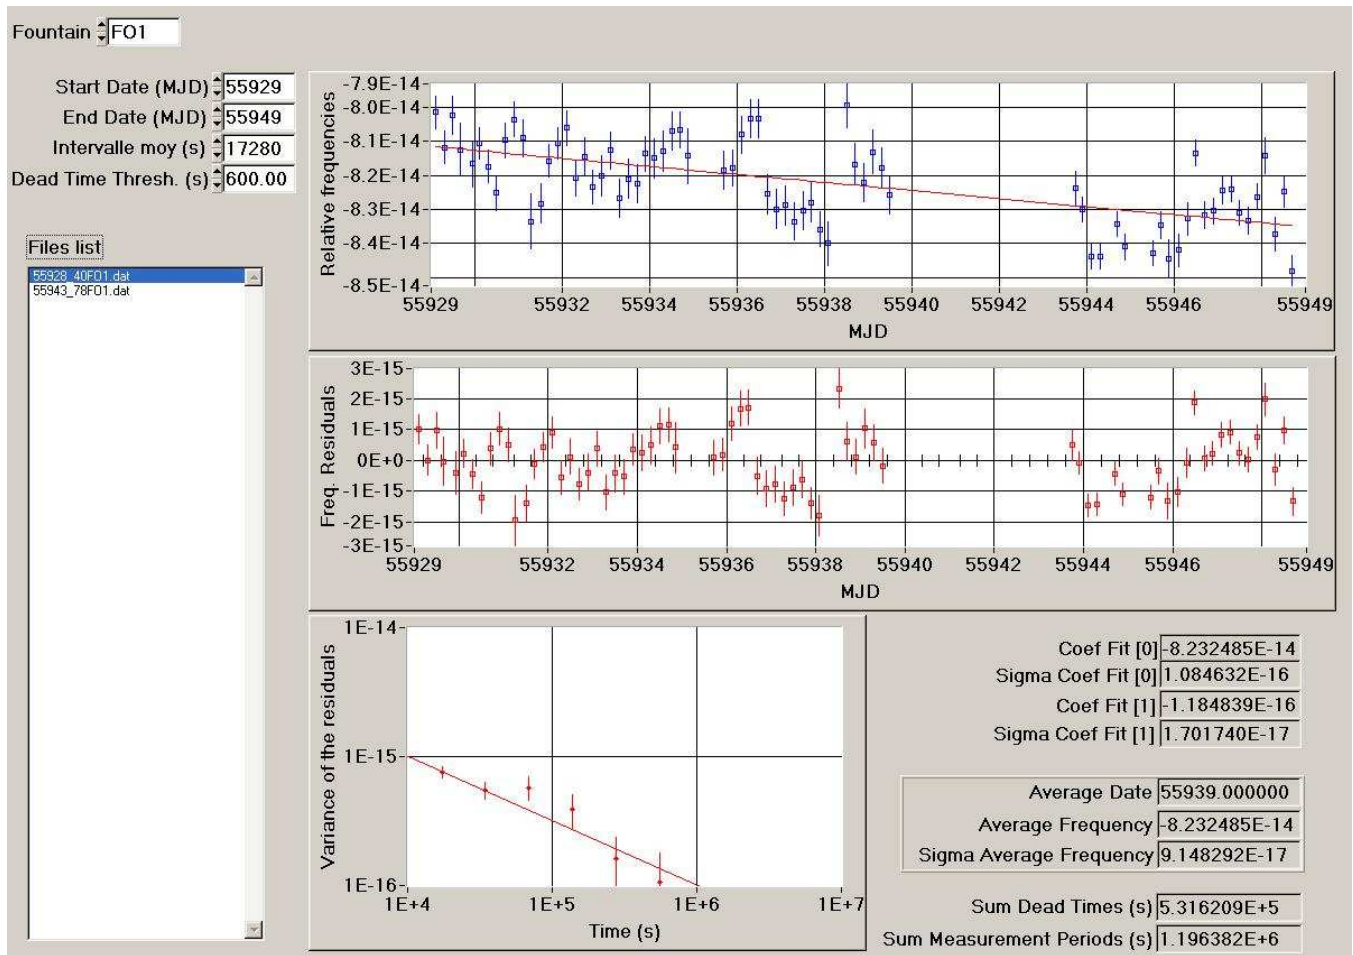 Fountain FO1
Start Date (MJD) 55929
End Date (MJD) 55949
Intervalle moy (s) 17280
Dead Time Thresh. (s) 600.00
Files list
55928_40FO1.dat
55943_78FO1.dat
Relative frequencies
-7.9E-14
-8.0E-14
-8.1E-14
-8.2E-14
-8.3E-14
-8.4E-14
-8.5E-14
55929 55932 55934 55936 55938 55940 55942 55944 55946 55949
MJD
Freq. Residuals
3E-15
2E-15
1E-15
0E+0
-1E-15
-2E-15
-3E-15
55929 55932 55934 55936 55938 55940 55942 55944 55946 55949
MJD
Variance of the residuals
1E-14
1E-15
1E-16
1E+4 1E+5 1E+6 1E+7
Time (s)
Coef Fit [0] -8.232485E-14
Sigma Coef Fit [0] 1.084632E-16
Coef Fit [1] -1.184839E-16
Sigma Coef Fit [1] 1.701740E-17
Average Date 55939.000000
Average Frequency -8.232485E-14
Sigma Average Frequency 9.148292E-17
Sum Dead Times (s) 5.316209E+5
Sum Measurement Periods (s) 1.196382E+6